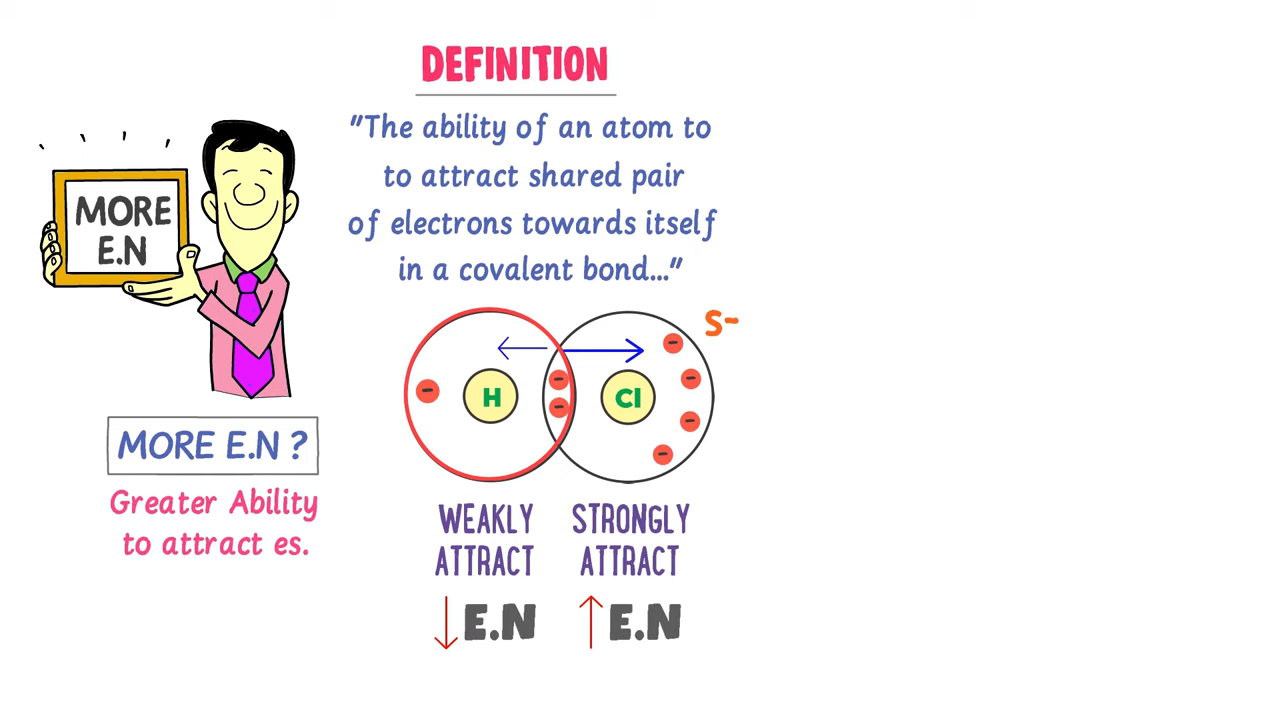 DEFINITION
"The ability of an atom to
to attract shared pair
of electrons towards itself
in a covalent bond..."
MORE
E.N
S-
H
Cl
MORE E.N ?
Greater Ability
to attract es.
WEAKLY
ATTRACT
STRONGLY
ATTRACT
E.N
E.N